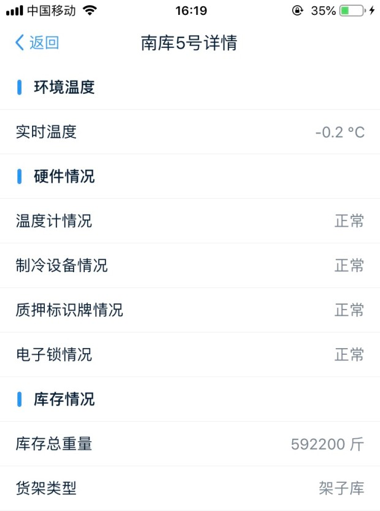 中国移动 16:19 35%
返回 南库5号详情
环境温度
实时温度 -0.2 °C
硬件情况
温度计情况 正常
制冷设备情况 正常
质押标识牌情况 正常
电子锁情况 正常
库存情况
库存总重量 592200 斤
货架类型 架子库